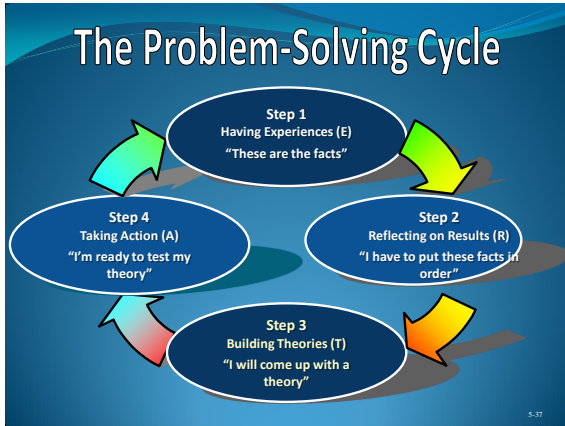 The Problem-Solving Cycle
Step 1
Having Experiences (E)
“These are the facts”
Step 2
Reflecting on Results (R)
“I have to put these facts in
order”
Step 3
Building Theories (T)
“I will come up with a
theory”
Step 4
Taking Action (A)
“I’m ready to test my
theory”
5-37